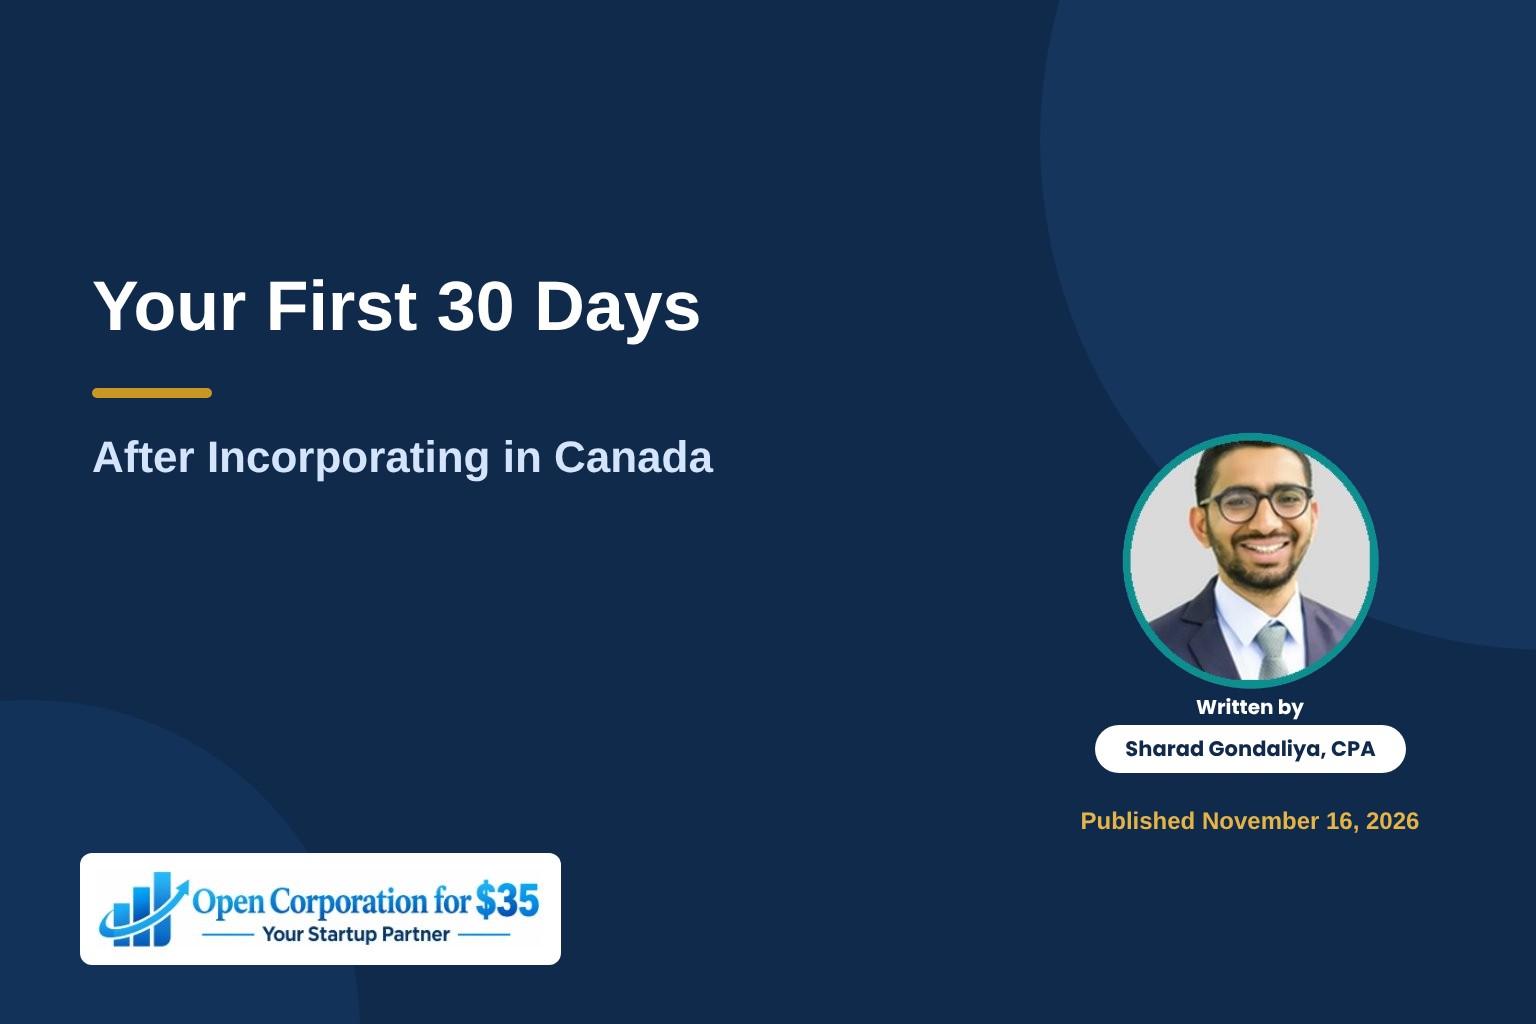 Your First 30 Days
After Incorporating in Canada
Written by
Sharad Gondaliya, CPA
Published November 16, 2026
Open Corporation for $35
Your Startup Partner